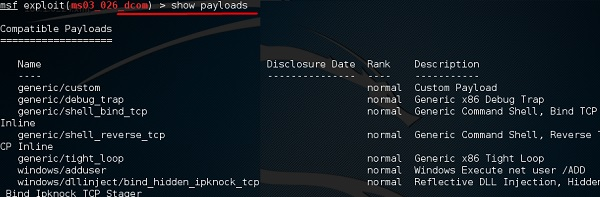 msf exploit(ms03_026_dcom) > show payloads
Compatible Payloads
===================
Name Disclosure Date Rank Description
---- --------------- ---- -----------
generic/custom normal Custom Payload
generic/debug_trap normal Generic x86 Debug Trap
generic/shell_bind_tcp normal Generic Command Shell, Bind TCP
Inline
generic/shell_reverse_tcp normal Generic Command Shell, Reverse T
CP Inline
generic/tight_loop normal Generic x86 Tight Loop
windows/adduser normal Windows Execute net user /ADD
windows/dllinject/bind_hidden_ipknock_tcp normal Reflective DLL Injection, Hidden
Bind Ipknock TCP Stager